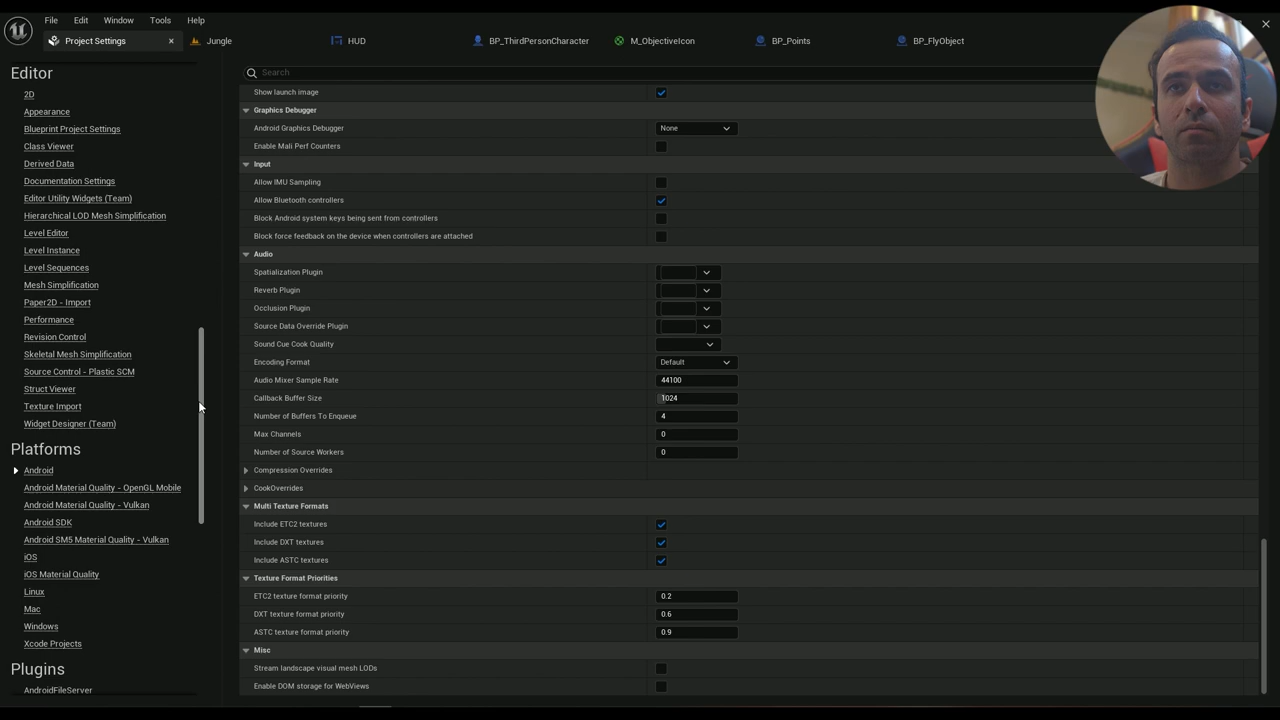 File Edit Window Tools Help
Project Settings Jungle HUD BP_ThirdPersonCharacter M_ObjectiveIcon BP_Points BP_FlyObject
Editor
2D
Appearance
Blueprint Project Settings
Class Viewer
Derived Data
Documentation Settings
Editor Utility Widgets (Team)
Hierarchical LOD Mesh Simplification
Level Editor
Level Instance
Level Sequences
Mesh Simplification
Paper2D - Import
Performance
Revision Control
Skeletal Mesh Simplification
Source Control - Plastic SCM
Struct Viewer
Texture Import
Widget Designer (Team)
Platforms
Android
Android Material Quality - OpenGL Mobile
Android Material Quality - Vulkan
Android SDK
Android SM5 Material Quality - Vulkan
iOS
iOS Material Quality
Linux
Mac
Windows
Xcode Projects
Plugins
AndroidFileServer
Search
Show launch image
Graphics Debugger
Android Graphics Debugger None
Enable Mali Perf Counters
Input
Allow IMU Sampling
Allow Bluetooth controllers
Block Android system keys being sent from controllers
Block force feedback on the device when controllers are attached
Audio
Spatialization Plugin
Reverb Plugin
Occlusion Plugin
Source Data Override Plugin
Sound Cue Cook Quality
Encoding Format Default
Audio Mixer Sample Rate 44100
Callback Buffer Size 1024
Number of Buffers To Enqueue 4
Max Channels 0
Number of Source Workers 0
Compression Overrides
CookOverrides
Multi Texture Formats
Include ETC2 textures
Include DXT textures
Include ASTC textures
Texture Format Priorities
ETC2 texture format priority 0.2
DXT texture format priority 0.6
ASTC texture format priority 0.9
Misc
Stream landscape visual mesh LODs
Enable DOM storage for WebViews